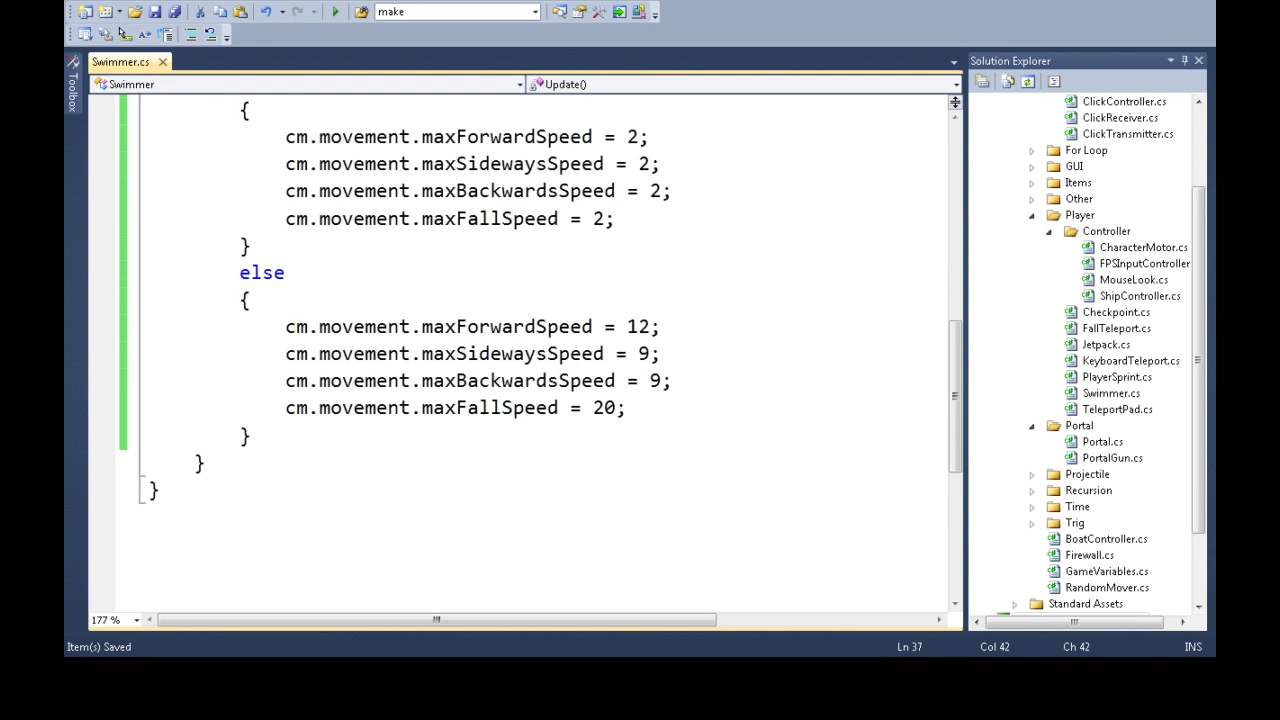 make
Swimmer.cs
Solution Explorer
Toolbox
Swimmer
Update()
{
cm.movement.maxForwardSpeed = 2;
cm.movement.maxSidewaysSpeed = 2;
cm.movement.maxBackwardsSpeed = 2;
cm.movement.maxFallSpeed = 2;
}
else
{
cm.movement.maxForwardSpeed = 12;
cm.movement.maxSidewaysSpeed = 9;
cm.movement.maxBackwardsSpeed = 9;
cm.movement.maxFallSpeed = 20;
}
}
}
ClickController.cs
ClickReceiver.cs
ClickTransmitter.cs
For Loop
GUI
Items
Other
Player
Controller
CharacterMotor.cs
FPSInputController
MouseLook.cs
ShipController.cs
Checkpoint.cs
FallTeleport.cs
Jetpack.cs
KeyboardTeleport.cs
PlayerSprint.cs
Swimmer.cs
TeleportPad.cs
Portal
Portal.cs
PortalGun.cs
Projectile
Recursion
Time
Trig
BoatController.cs
Firewall.cs
GameVariables.cs
RandomMover.cs
Standard Assets
177 %
Item(s) Saved
Ln 37
Col 42
Ch 42
INS